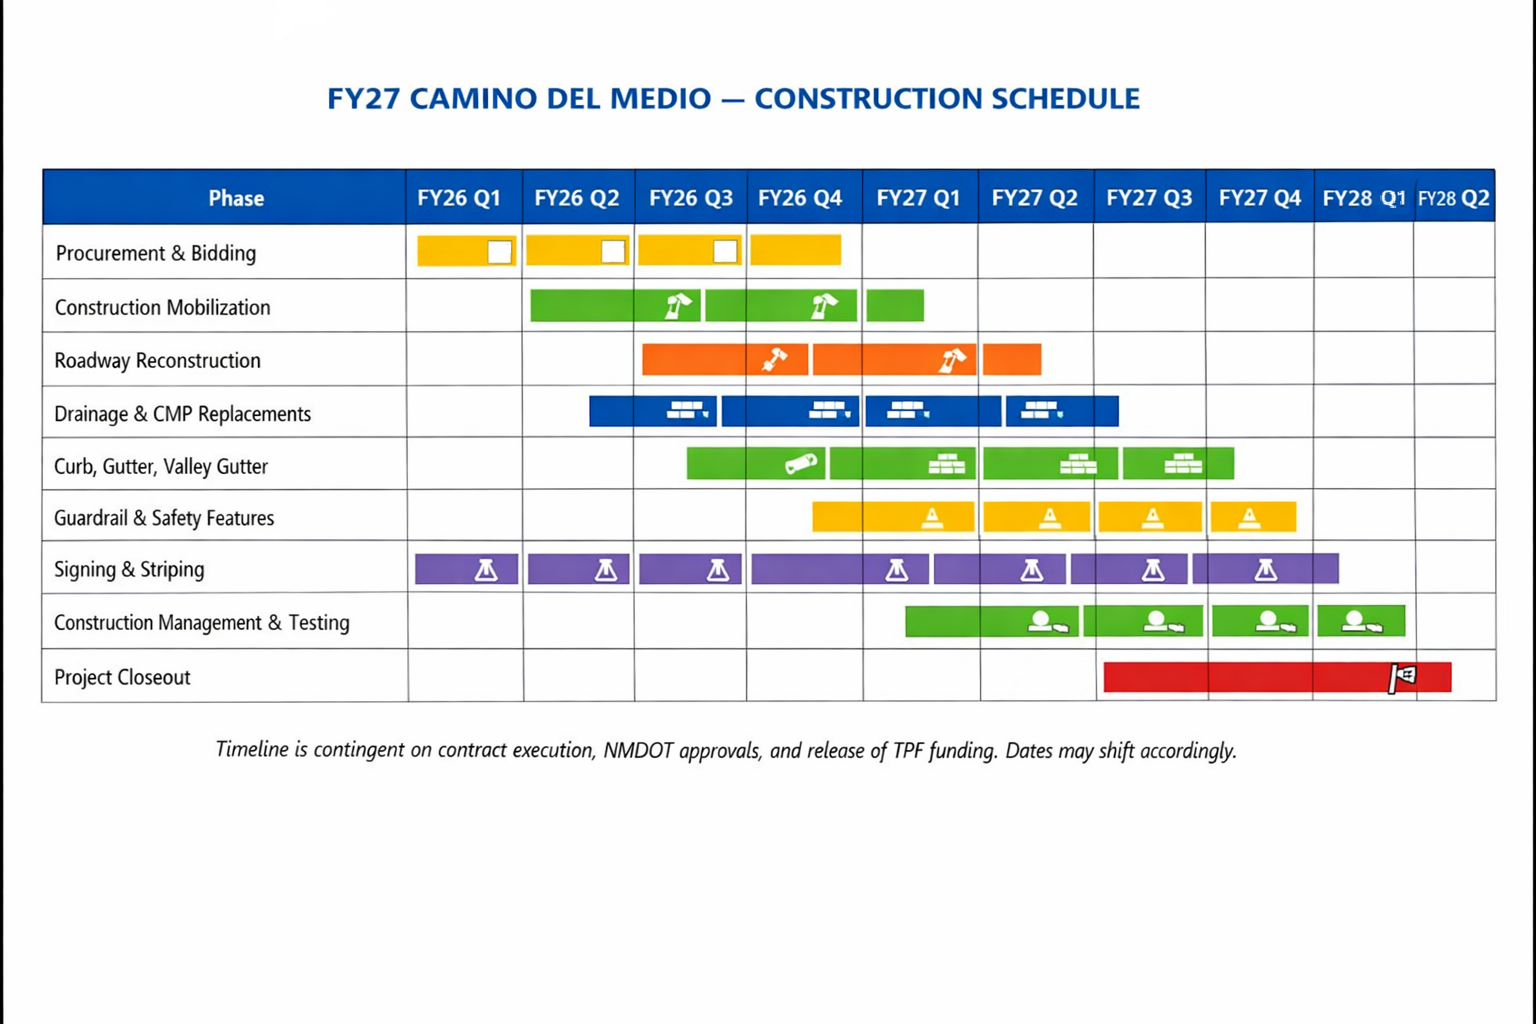 FY27 CAMINO DEL MEDIO — CONSTRUCTION SCHEDULE
Phase FY26 Q1 FY26 Q2 FY26 Q3 FY26 Q4 FY27 Q1 FY27 Q2 FY27 Q3 FY27 Q4 FY28 Q1 FY28 Q2
Procurement & Bidding
Construction Mobilization
Roadway Reconstruction
Drainage & CMP Replacements
Curb, Gutter, Valley Gutter
Guardrail & Safety Features
Signing & Striping
Construction Management & Testing
Project Closeout
Timeline is contingent on contract execution, NMDOT approvals, and release of TPF funding. Dates may shift accordingly.